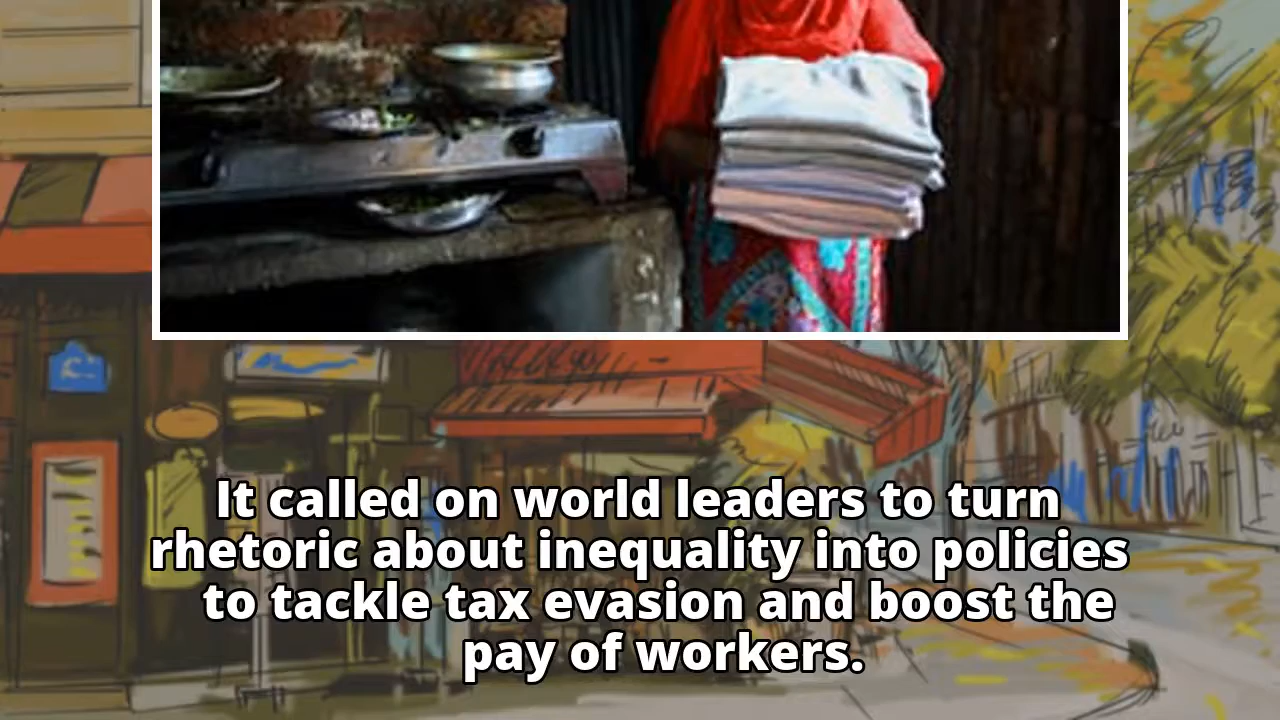 It called on world leaders to turn
rhetoric about inequality into policies
to tackle tax evasion and boost the
pay of workers.